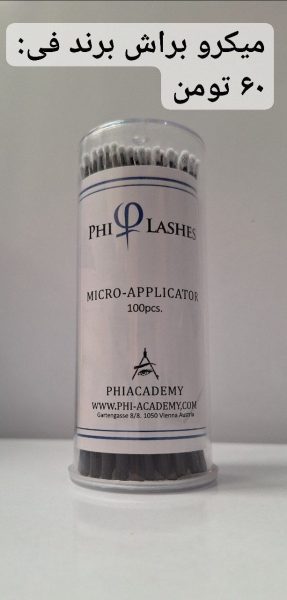 میکرو براش برند فی:
۶۰ تومن
PHI φ LASHES
MICRO-APPLICATOR
100pcs.
PHIACADEMY
WWW.PHI-ACADEMY.COM
Gartengasse 8/8, 1050 Vienna Austria